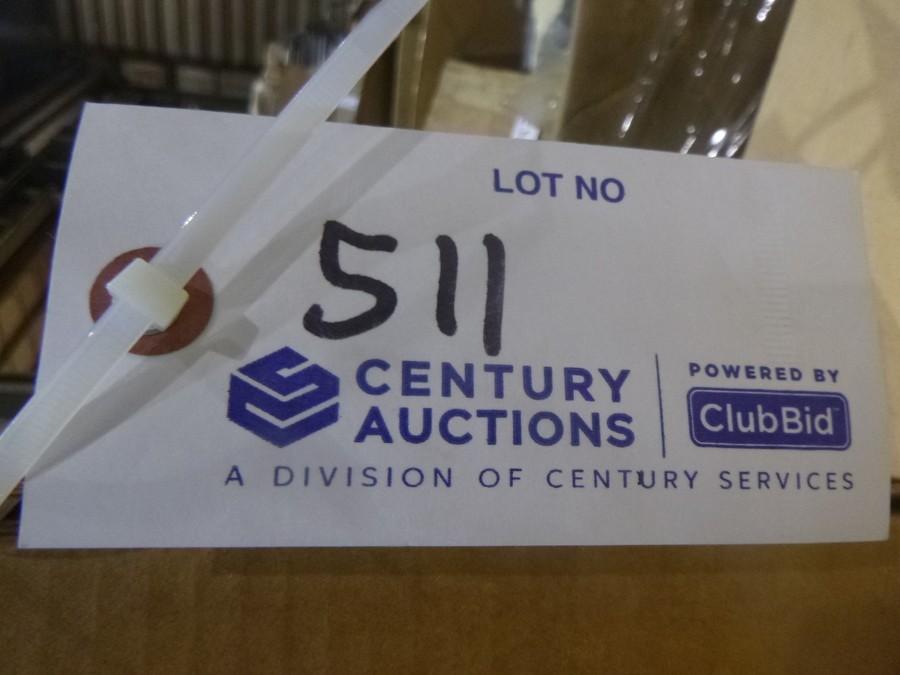 LOT NO
511
CENTURY
AUCTIONS
POWERED BY
ClubBid
A DIVISION OF CENTURY SERVICES